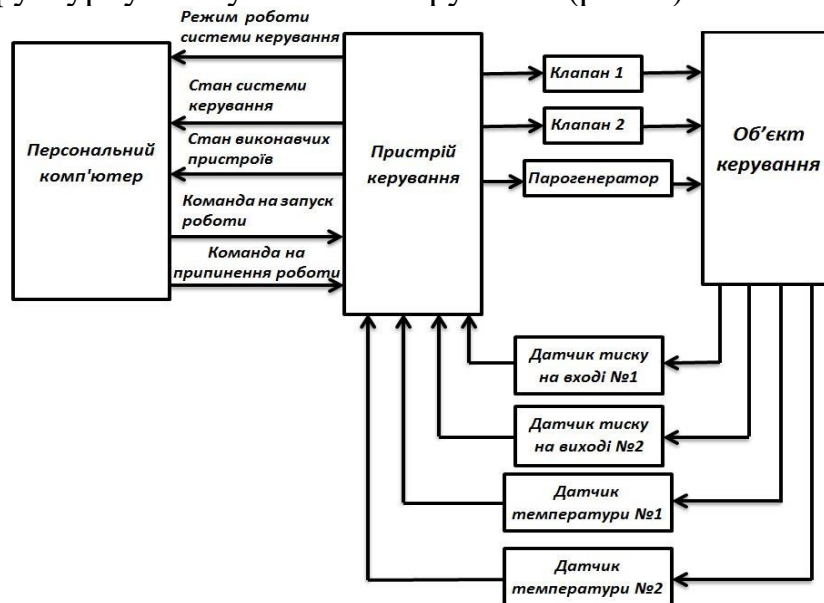 Режим роботи
системи керування
Стан системи
керування
Стан виконавчих
пристроїв
Команда на запуск
роботи
Команда на
припинення роботи
Персональний
комп'ютер
Пристрій
керування
Клапан 1
Клапан 2
Парогенератор
Об’єкт
керування
Датчик тиску
на вході №1
Датчик тиску
на виході №2
Датчик
температури №1
Датчик
температури №2